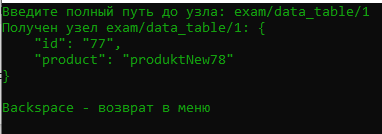 Введите полный путь до узла: exam/data_table/1
Получен узел exam/data_table/1: {
    "id": "77",
    "product": "produktNew78"
}
Backspace - возврат в меню